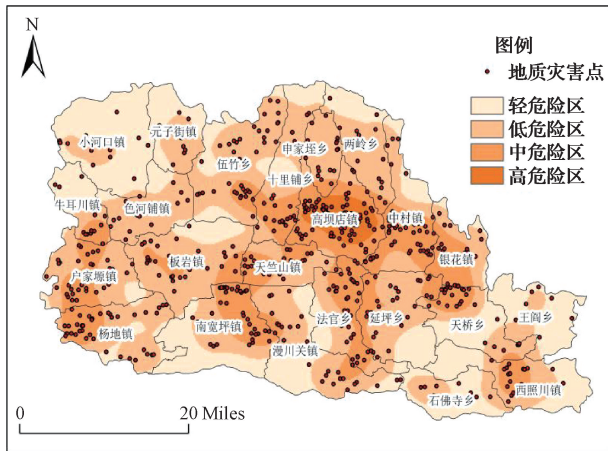 N
图例
地质灾害点
轻危险区
低危险区
中危险区
高危险区
小河口镇
元子街镇
伍竹乡
申家垤乡
两岭乡
十里铺乡
牛耳川镇
色河铺镇
高坝店镇
中村镇
户家塬镇
板岩镇
天竺山镇
银花镇
杨地镇
南宽坪镇
法官乡
延坪乡
天桥乡
王阎乡
漫川关镇
石佛寺乡
西照川镇
0
20 Miles